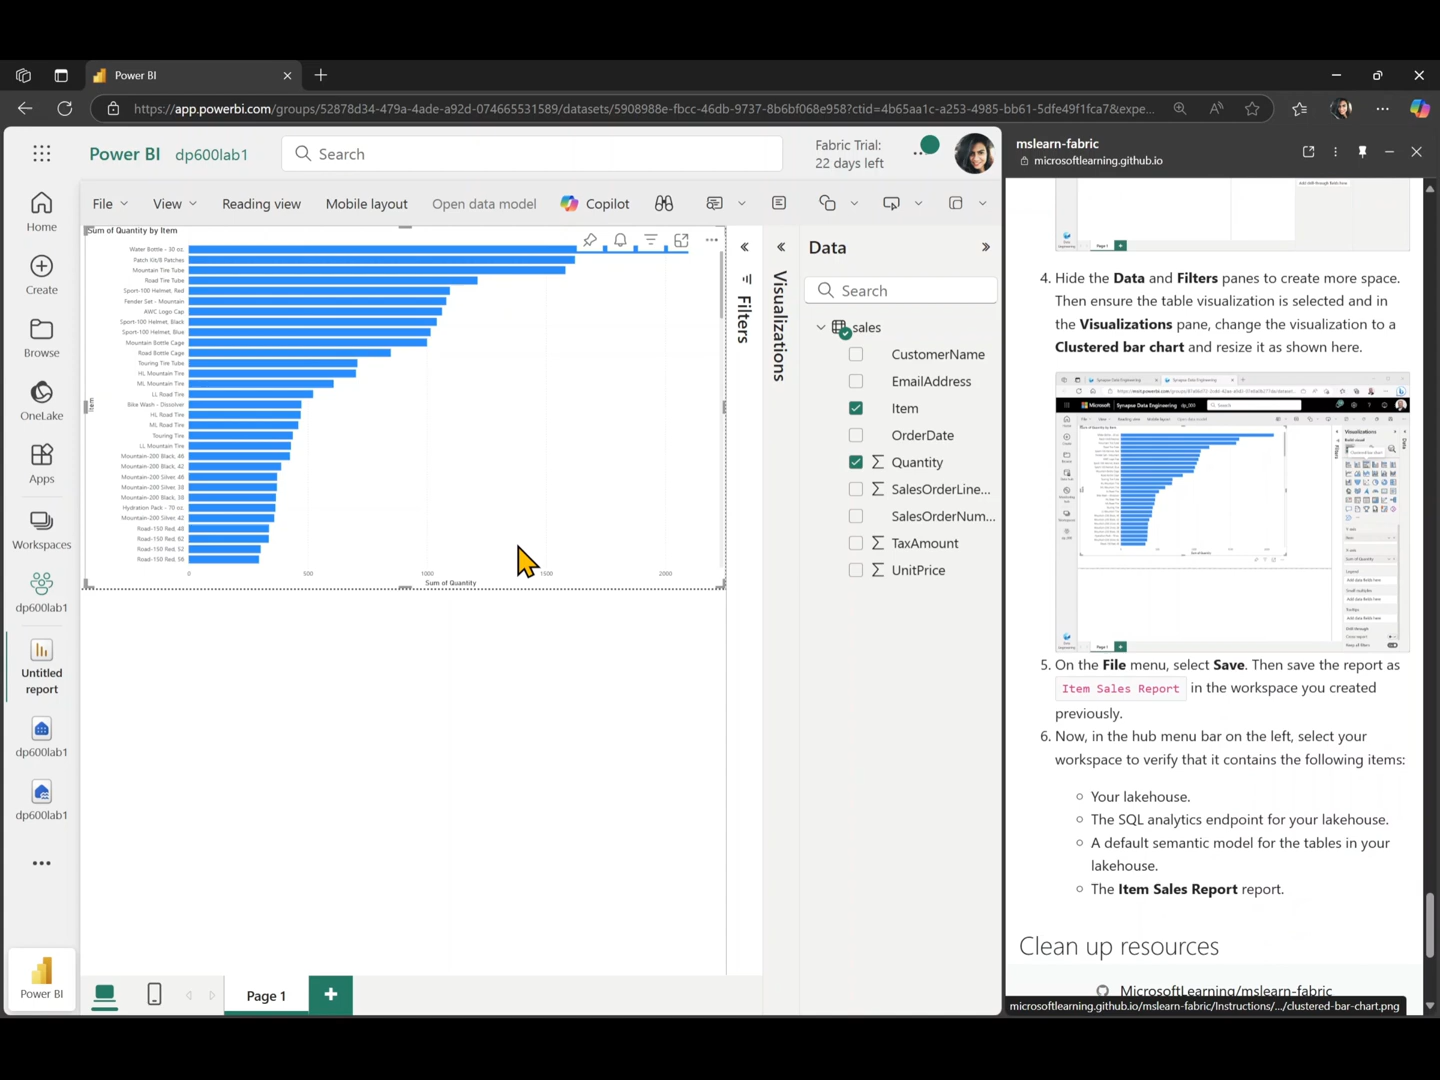 Power BI
https://app.powerbi.com/groups/52878d34-479a-4ade-a92d-074665531589/datasets/5908988e-fbcc-46db-9737-8b6bf068e958?ctid=4b65aa1c-a253-4985-bb61-5dfe49f1fca7&expe...
Power BI dp600lab1
Search
Fabric Trial:
22 days left
File View Reading view Mobile layout Open data model Copilot
Home
Create
Browse
OneLake
Apps
Workspaces
dp600lab1
Untitled
report
dp600lab1
dp600lab1
Power BI
Sum of Quantity by Item
Water Bottle - 30 oz.
Patch Kit/8 Patches
Mountain Tire Tube
Road Tire Tube
Sport-100 Helmet, Red
Fender Set - Mountain
AWC Logo Cap
Sport-100 Helmet, Black
Sport-100 Helmet, Blue
Mountain Bottle Cage
Road Bottle Cage
Touring Tire Tube
HL Mountain Tire
ML Mountain Tire
LL Road Tire
Bike Wash - Dissolver
HL Road Tire
ML Road Tire
Touring Tire
LL Mountain Tire
Mountain-200 Black, 42
Mountain-200 Silver, 46
Mountain-200 Silver, 38
Mountain-200 Black, 38
Hydration Pack - 70 oz.
Mountain-200 Silver, 42
Road-150 Red, 48
Road-150 Red, 62
Road-150 Red, 52
Road-150 Red, 56
Item
0 500 1000 1500 2000
Sum of Quantity
Page 1
Filters
Visualizations
Data
Search
sales
CustomerName
EmailAddress
Item
OrderDate
Quantity
SalesOrderLine...
SalesOrderNum...
TaxAmount
UnitPrice
mslearn-fabric
microsoftlearning.github.io
Page 1
4. Hide the Data and Filters panes to create more space.
Then ensure the table visualization is selected and in
the Visualizations pane, change the visualization to a
Clustered bar chart and resize it as shown here.
Page 1
5. On the File menu, select Save. Then save the report as
Item Sales Report in the workspace you created
previously.
6. Now, in the hub menu bar on the left, select your
workspace to verify that it contains the following items:
Your lakehouse.
The SQL analytics endpoint for your lakehouse.
A default semantic model for the tables in your
lakehouse.
The Item Sales Report report.
Clean up resources
MicrosoftLearning/mslearn-fabric
microsoftlearning.github.io/mslearn-fabric/Instructions/.../clustered-bar-chart.png